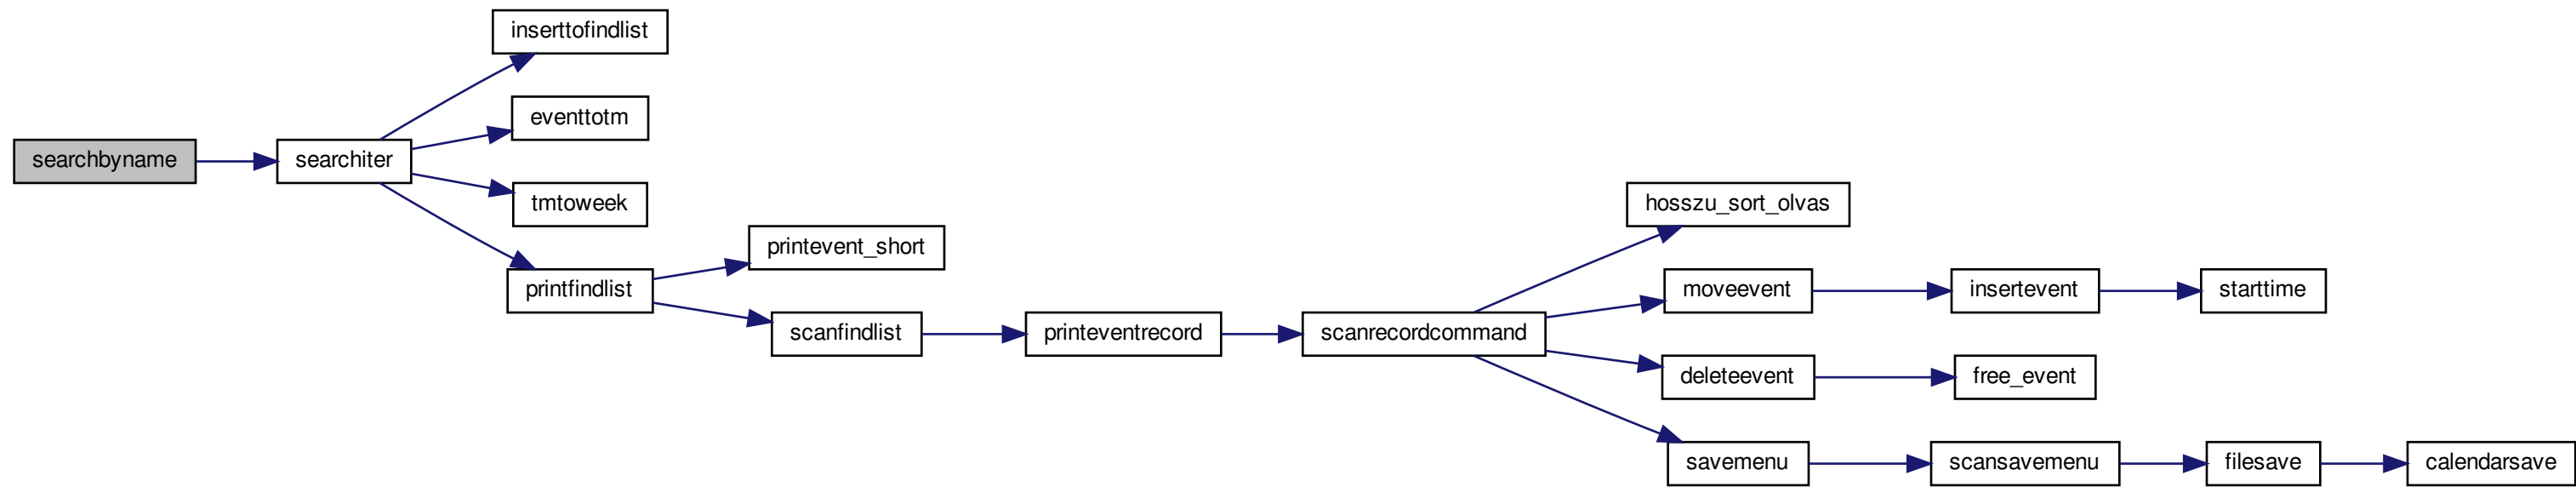 inserttofindlist
eventtotm
searchbyname
searchiter
tmtoweek
hosszu_sort_olvas
printevent_short
printfindlist
moveevent
insertevent
starttime
scanfindlist
printeventrecord
scanrecordcommand
deleteevent
free_event
savemenu
scansavemenu
filesave
calendarsave